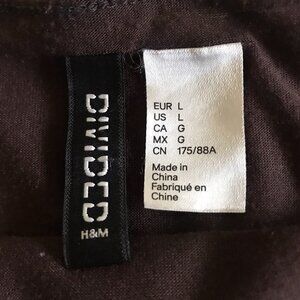 DIVIDED
H&M
EUR L
US L
CA G
MX G
CN 175/88A
Made in
China
Fabriqué en
Chine